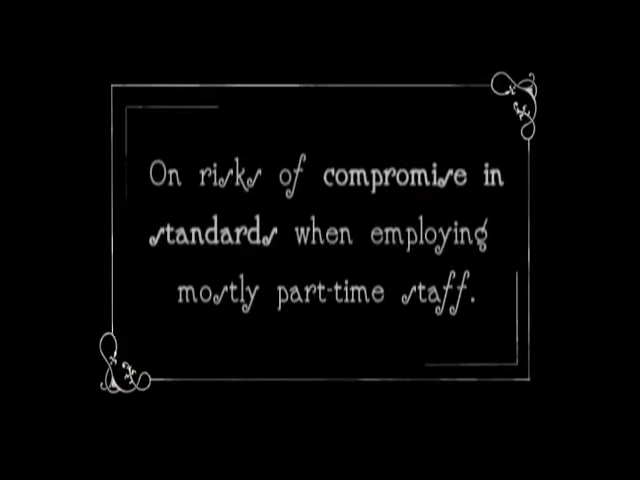 On risks of compromise in
standards when employing
mostly part-time staff.